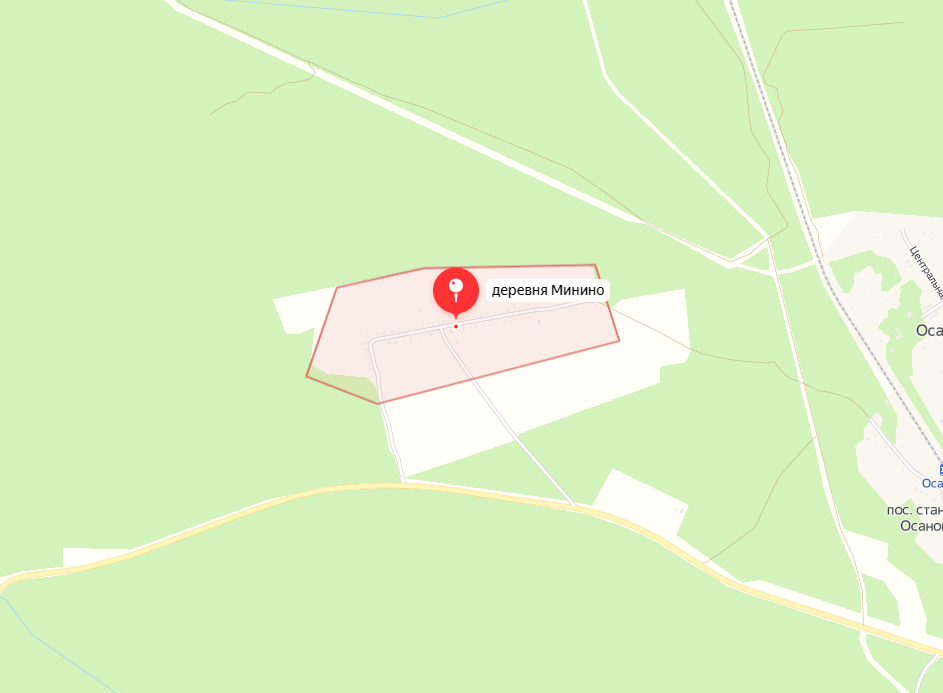 деревня Минино
Центральна
Оса
Оса
пос. стан
Осанов